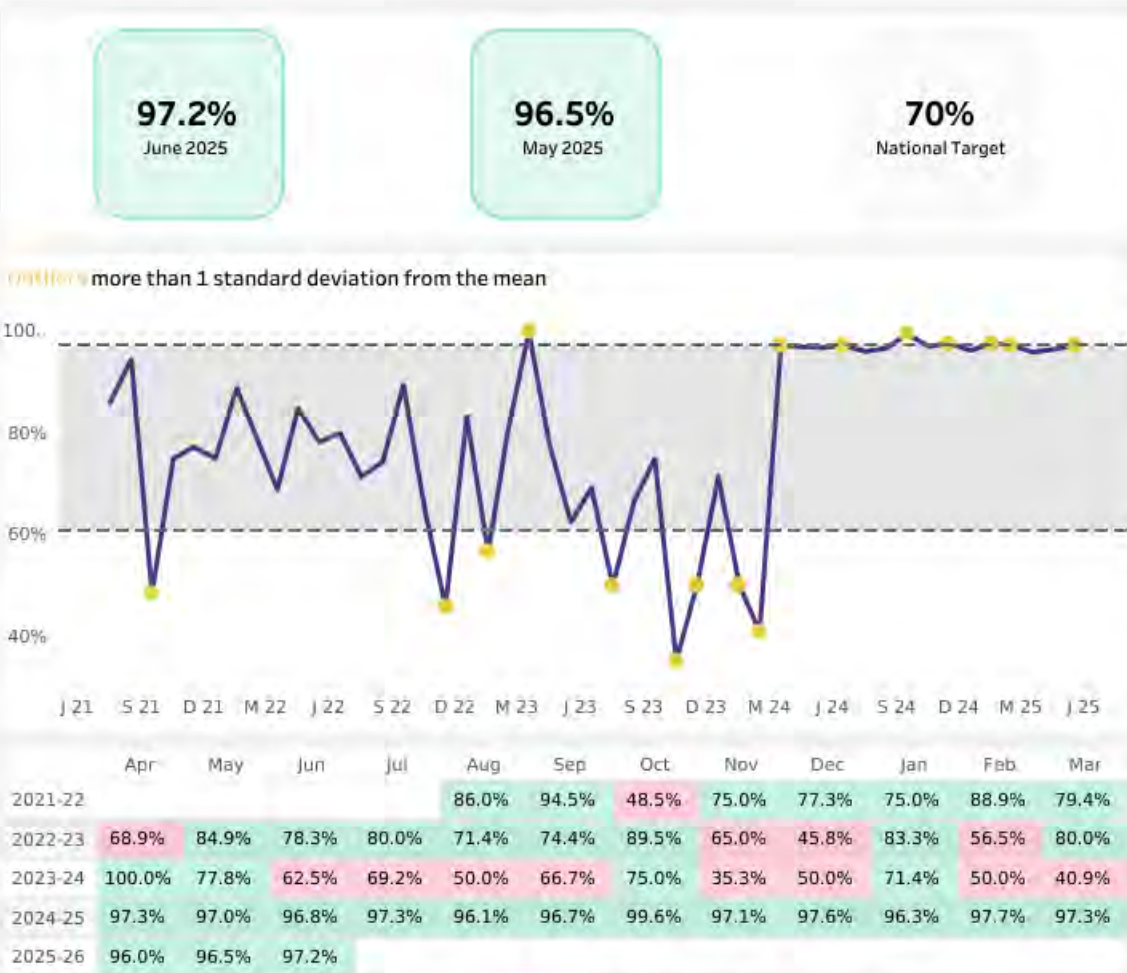 97.2%
June 2025
96.5%
May 2025
70%
National Target
more than 1 standard deviation from the mean
100..
80%
60%
40%
J 21 S 21 D 21 M 22 J 22 S 22 D 22 M 23 J 23 S 23 D 23 M 24 J 24 S 24 D 24 M 25 J 25
Apr May Jun Jul Aug Sep Oct Nov Dec Jan Feb Mar
2021-22 86.0% 94.5% 48.5% 75.0% 77.3% 75.0% 88.9% 79.4%
2022-23 68.9% 84.9% 78.3% 80.0% 71.4% 74.4% 89.5% 65.0% 45.8% 83.3% 56.5% 80.0%
2023-24 100.0% 77.8% 62.5% 69.2% 50.0% 66.7% 75.0% 35.3% 50.0% 71.4% 50.0% 40.9%
2024-25 97.3% 97.0% 96.8% 97.3% 96.1% 96.7% 99.6% 97.1% 97.6% 96.3% 97.7% 97.3%
2025-26 96.0% 96.5% 97.2%